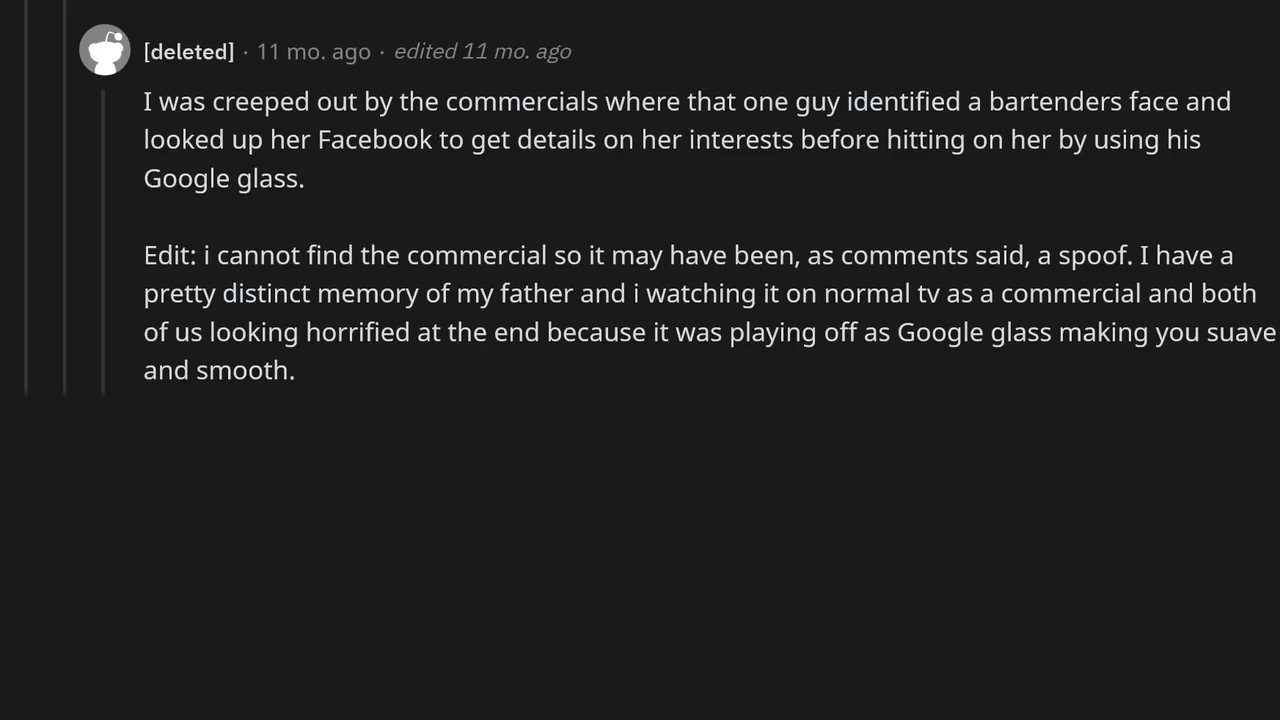 [deleted] · 11 mo. ago · edited 11 mo. ago
I was creeped out by the commercials where that one guy identified a bartenders face and
looked up her Facebook to get details on her interests before hitting on her by using his
Google glass.
Edit: i cannot find the commercial so it may have been, as comments said, a spoof. I have a
pretty distinct memory of my father and i watching it on normal tv as a commercial and both
of us looking horrified at the end because it was playing off as Google glass making you suave
and smooth.